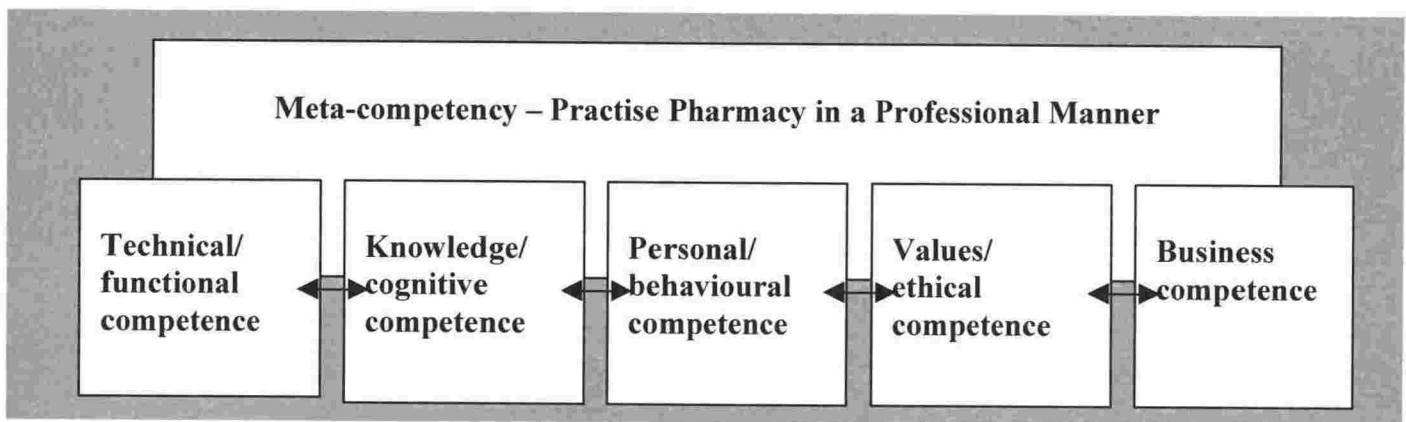 Meta-competency – Practise Pharmacy in a Professional Manner
Technical/
functional
competence
Knowledge/
cognitive
competence
Personal/
behavioural
competence
Values/
ethical
competence
Business
competence